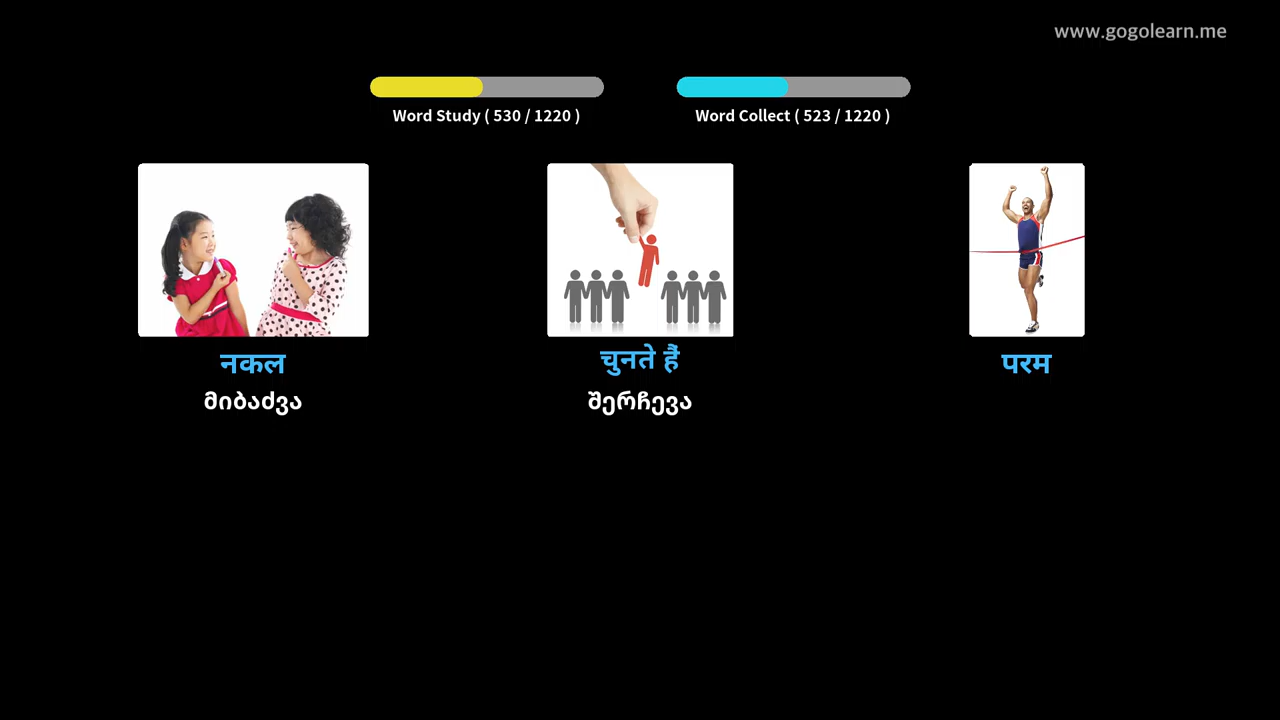 www.gogolearn.me
Word Study ( 530 / 1220 )
Word Collect ( 523 / 1220 )
नकल
चुनते हैं
परम
მიბაძვა
შერჩევა